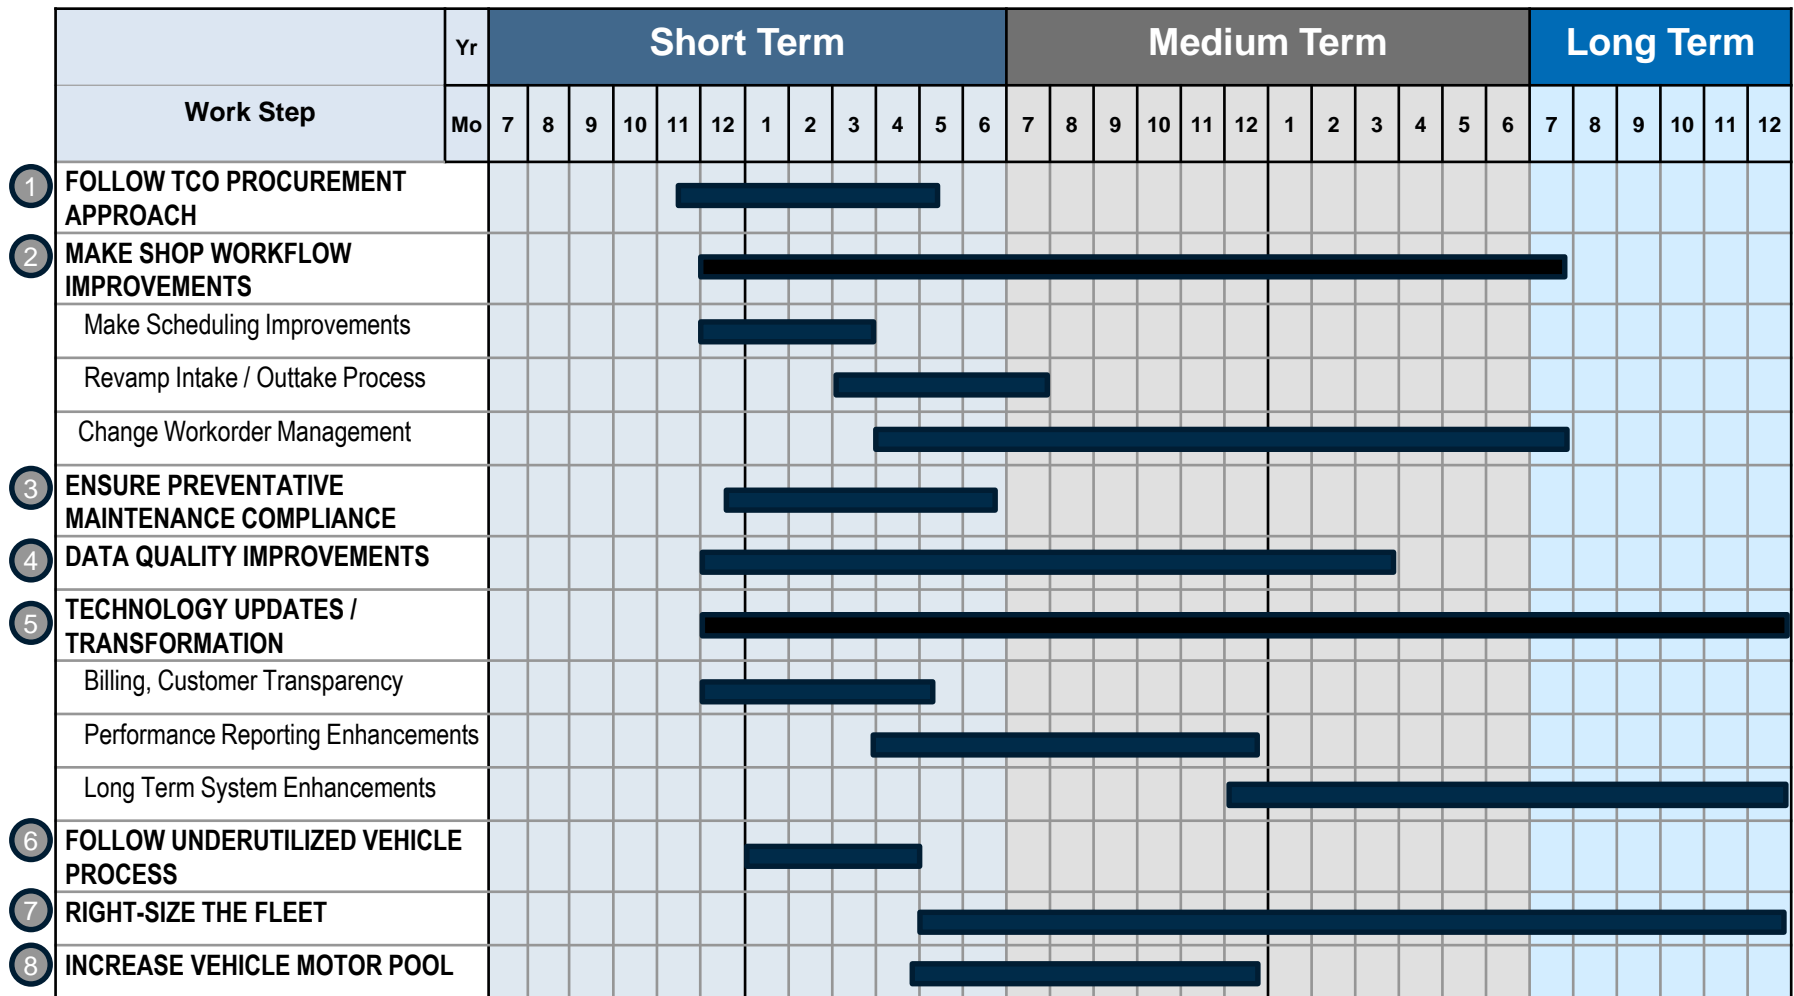 Yr Short Term Medium Term Long Term
Work Step Mo 7 8 9 10 11 12 1 2 3 4 5 6 7 8 9 10 11 12 1 2 3 4 5 6 7 8 9 10 11 12
1 FOLLOW TCO PROCUREMENT
APPROACH
2 MAKE SHOP WORKFLOW
IMPROVEMENTS
Make Scheduling Improvements
Revamp Intake / Outtake Process
Change Workorder Management
3 ENSURE PREVENTATIVE
MAINTENANCE COMPLIANCE
4 DATA QUALITY IMPROVEMENTS
5 TECHNOLOGY UPDATES /
TRANSFORMATION
Billing, Customer Transparency
Performance Reporting Enhancements
Long Term System Enhancements
6 FOLLOW UNDERUTILIZED VEHICLE
PROCESS
7 RIGHT-SIZE THE FLEET
8 INCREASE VEHICLE MOTOR POOL